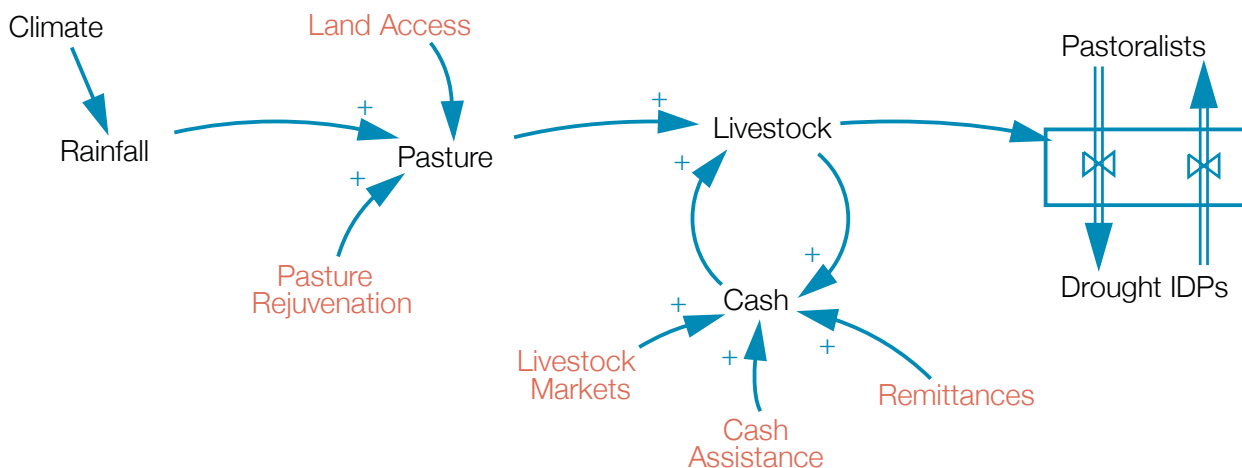 Climate
Land Access
Pastoralists
+
+
Rainfall
Livestock
Pasture
+
+
+
Pasture
Rejuvenation
Drought IDPs
Cash
+
+
+
Livestock
Markets
Remittances
Cash
Assistance